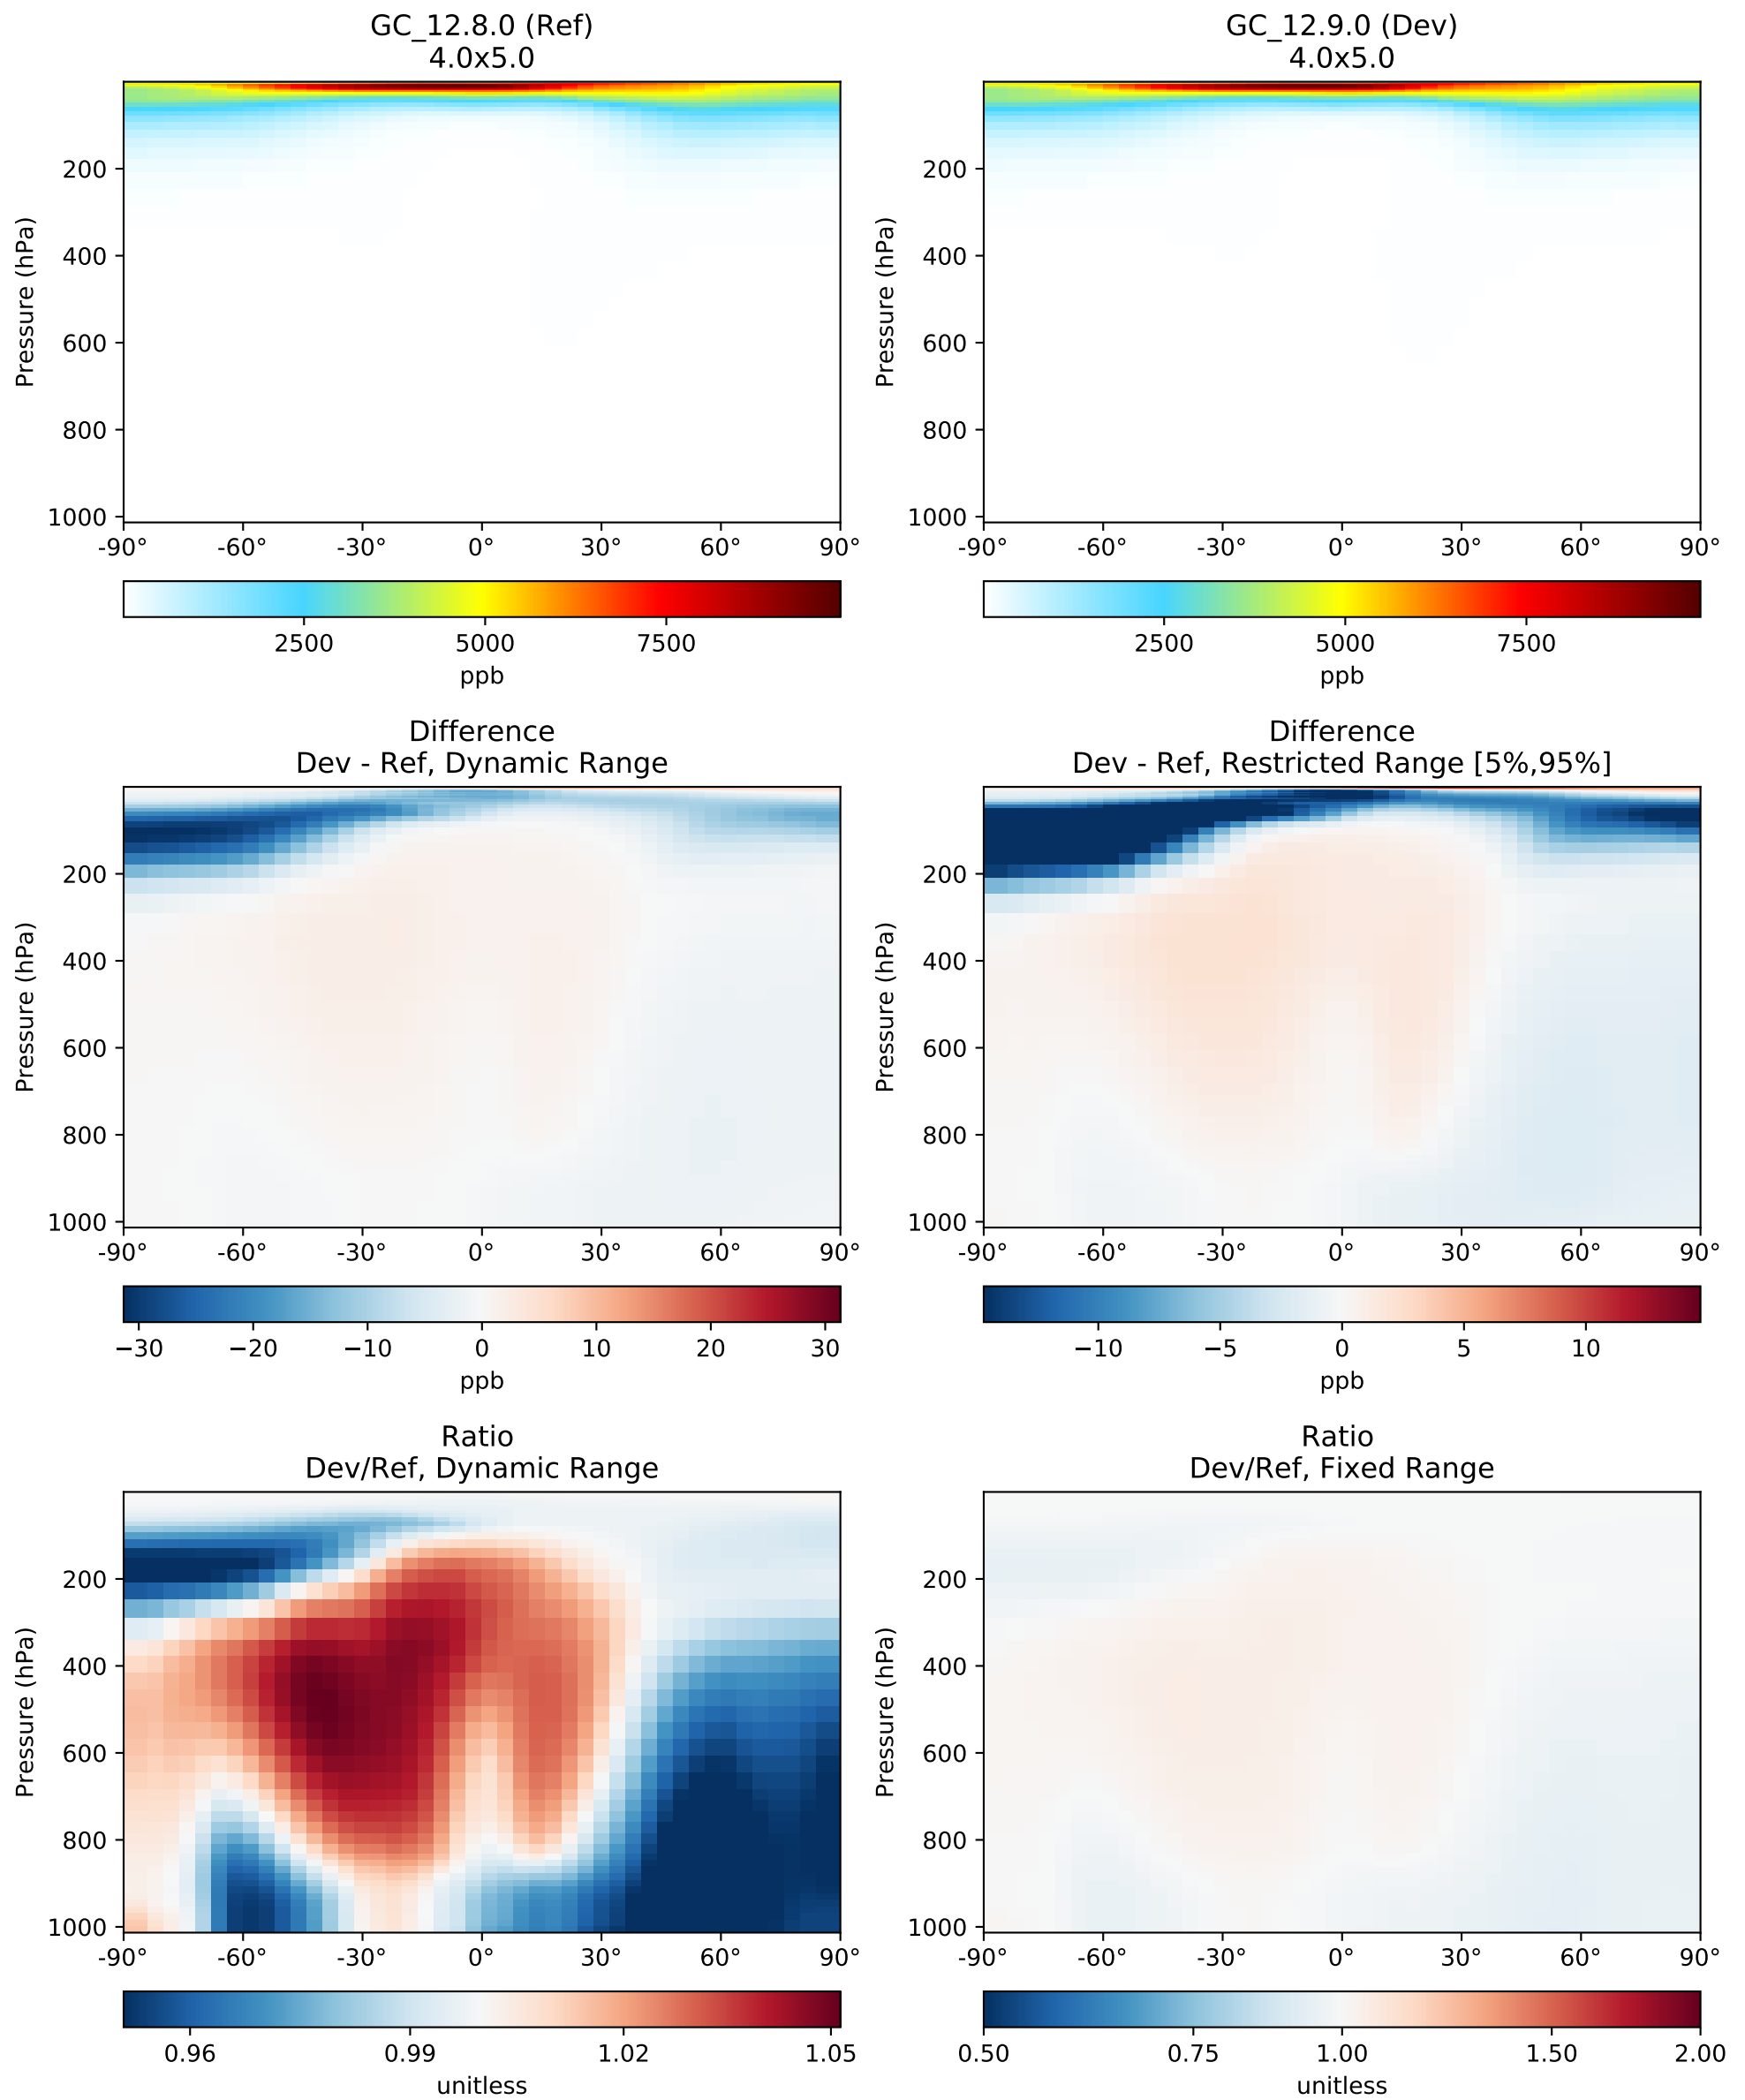 GC_12.8.0 (Ref)
4.0x5.0
Pressure (hPa)
200
400
600
800
1000
-90° -60° -30° 0° 30° 60° 90°
2500 5000 7500
ppb
GC_12.9.0 (Dev)
4.0x5.0
Pressure (hPa)
200
400
600
800
1000
-90° -60° -30° 0° 30° 60° 90°
2500 5000 7500
ppb
Difference
Dev - Ref, Dynamic Range
Pressure (hPa)
200
400
600
800
1000
-90° -60° -30° 0° 30° 60° 90°
−30 −20 −10 0 10 20 30
ppb
Difference
Dev - Ref, Restricted Range [5%,95%]
Pressure (hPa)
200
400
600
800
1000
-90° -60° -30° 0° 30° 60° 90°
−10 −5 0 5 10
ppb
Ratio
Dev/Ref, Dynamic Range
Pressure (hPa)
200
400
600
800
1000
-90° -60° -30° 0° 30° 60° 90°
0.96 0.99 1.02 1.05
unitless
Ratio
Dev/Ref, Fixed Range
Pressure (hPa)
200
400
600
800
1000
-90° -60° -30° 0° 30° 60° 90°
0.50 0.75 1.00 1.50 2.00
unitless